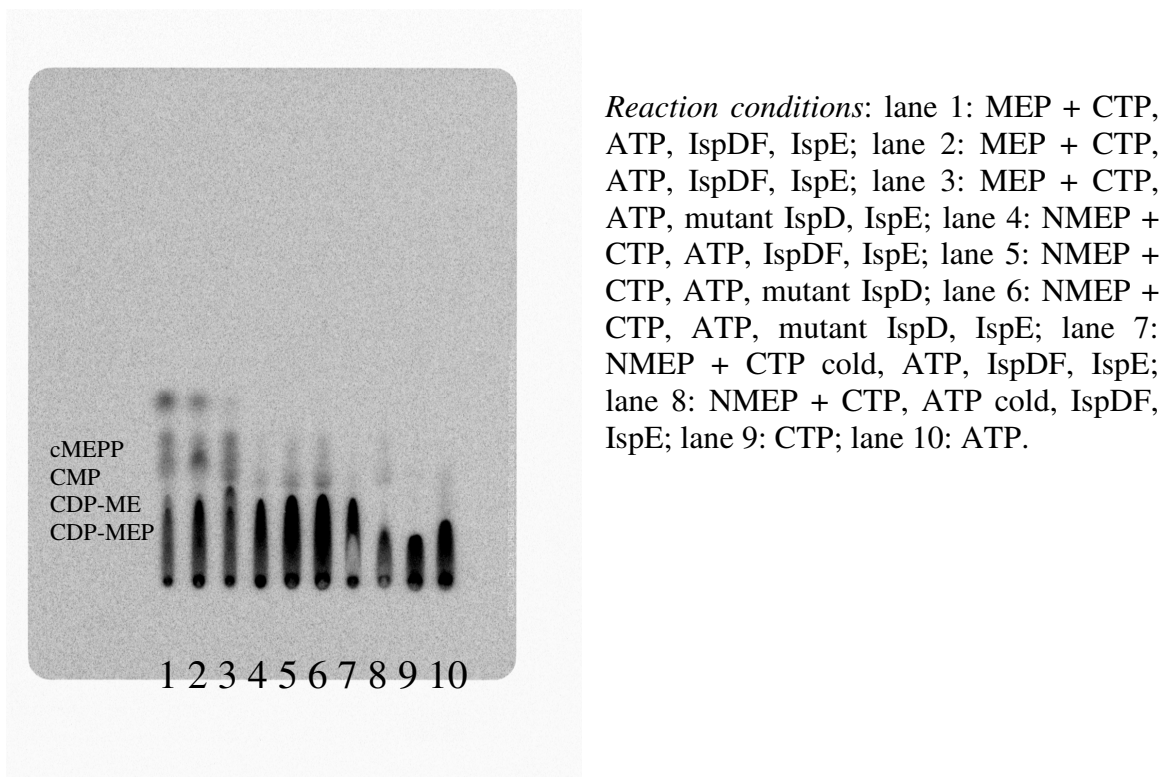 Reaction conditions: lane 1: MEP + CTP,
ATP, IspDF, IspE; lane 2: MEP + CTP,
ATP, IspDF, IspE; lane 3: MEP + CTP,
ATP, mutant IspD, IspE; lane 4: NMEP +
CTP, ATP, IspDF, IspE; lane 5: NMEP +
CTP, ATP, mutant IspD; lane 6: NMEP +
CTP, ATP, mutant IspD, IspE; lane 7:
NMEP + CTP cold, ATP, IspDF, IspE;
lane 8: NMEP + CTP, ATP cold, IspDF,
IspE; lane 9: CTP; lane 10: ATP.
cMEPP
CMP
CDP-ME
CDP-MEP
1 2 3 4 5 6 7 8 9 10